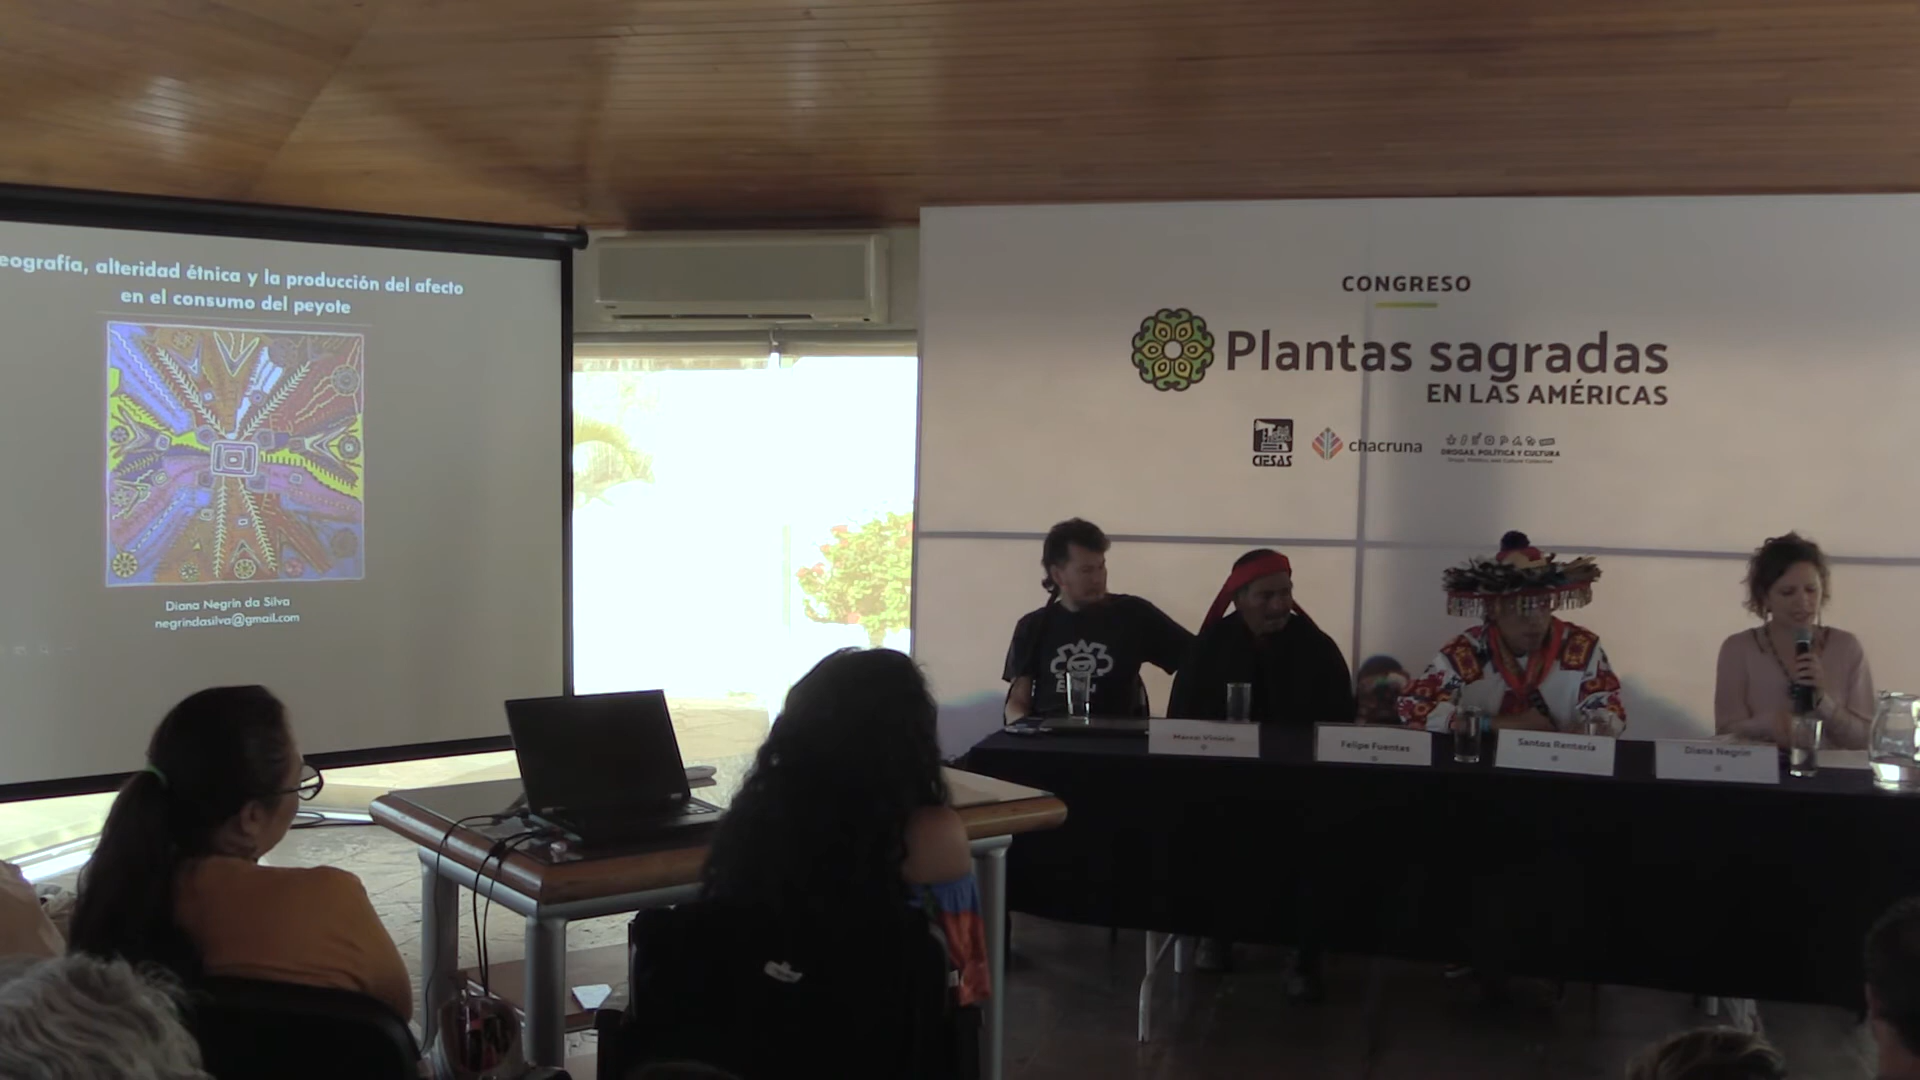 eografía, alteridad étnica y la producción del afecto
en el consumo del peyote
Diana Negrín da Silva
negrindasilva@gmail.com
CONGRESO
Plantas sagradas
EN LAS AMÉRICAS
CIESAS
chacruna
DROGAS, POLÍTICA Y CULTURA
Felipe Fuentes
Santos Rentería
Diana Negrín